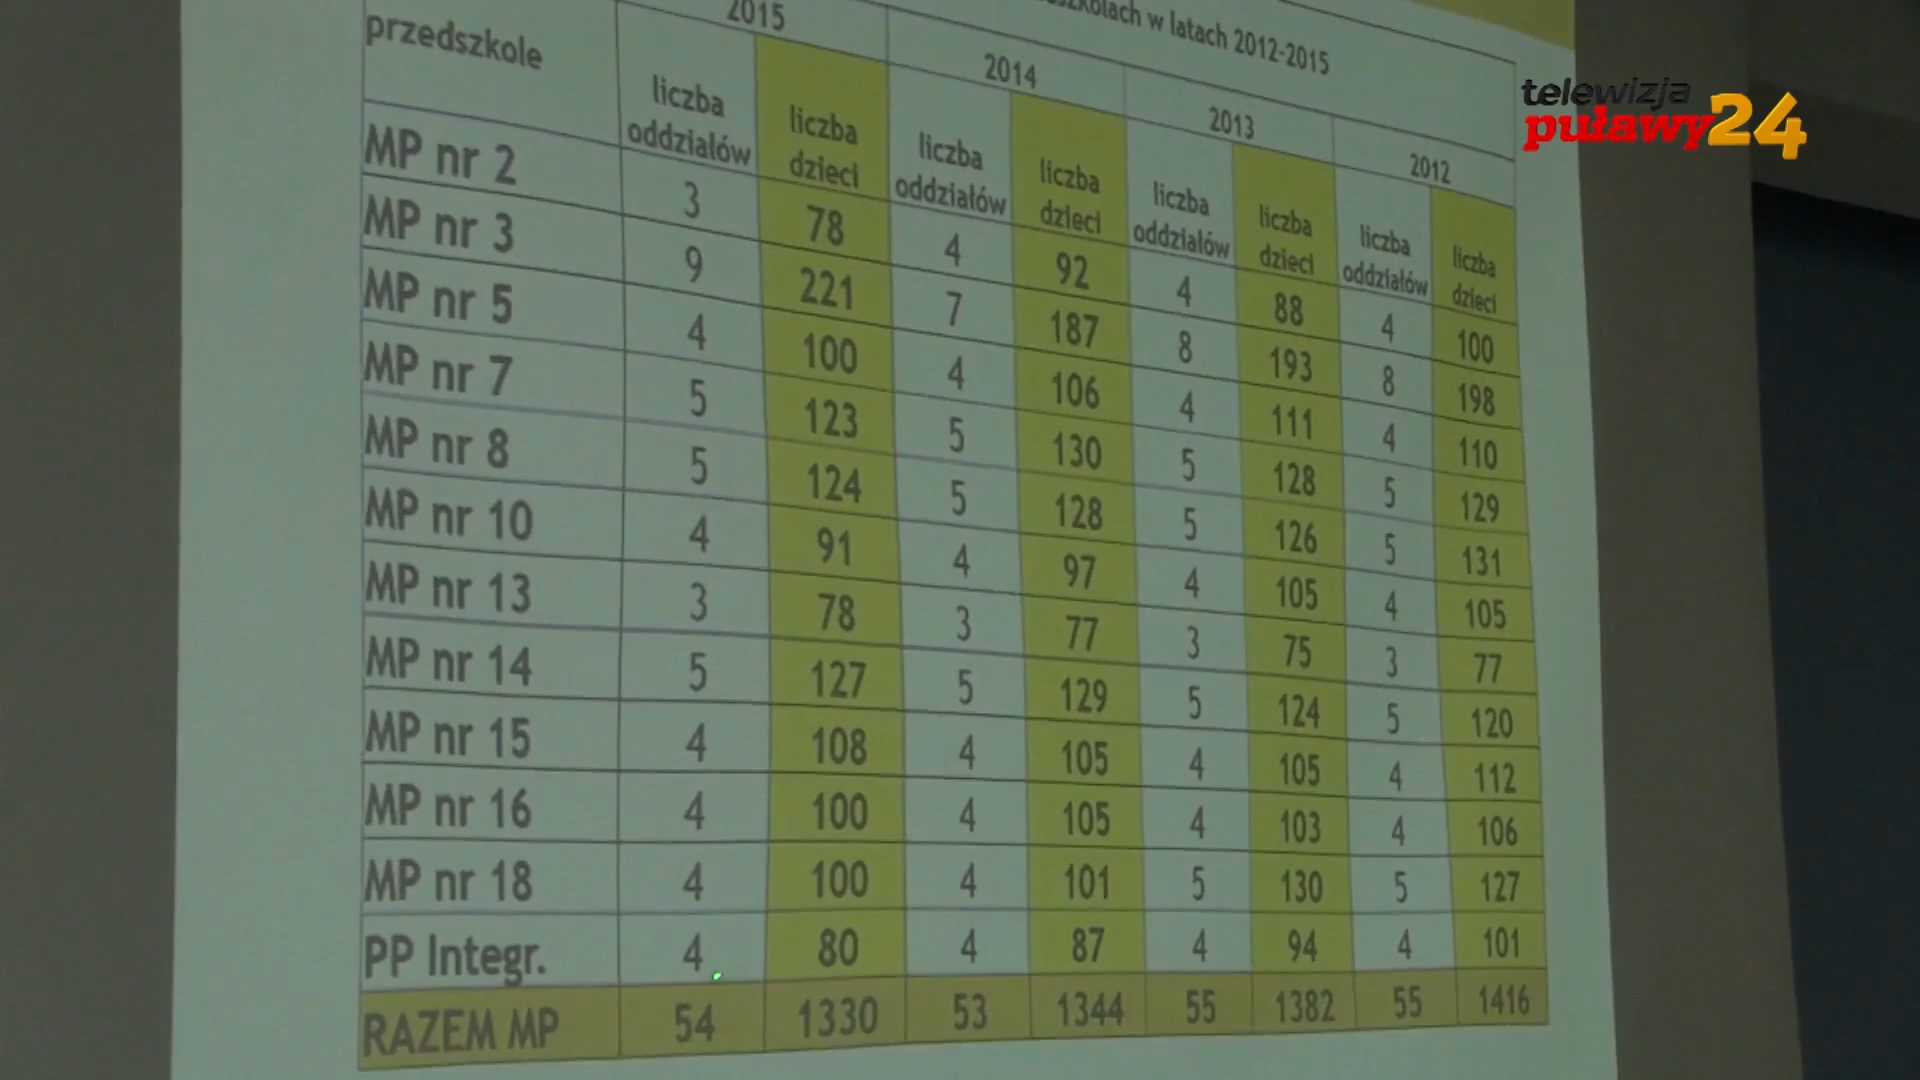 w latach 2012-2015
przedszkole 2015 2014 2013 2012
liczba oddziałów liczba dzieci liczba oddziałów liczba dzieci liczba oddziałów liczba dzieci liczba oddziałów liczba dzieci
MP nr 2 3 78 4 92 4 88 4 100
MP nr 3 9 221 7 187 8 193 8 198
MP nr 5 4 100 4 106 4 111 4 110
MP nr 7 5 123 5 130 5 128 5 129
MP nr 8 5 124 5 128 5 126 5 131
MP nr 10 4 91 4 97 4 105 4 105
MP nr 13 3 78 3 77 3 75 3 77
MP nr 14 5 127 5 129 5 124 5 120
MP nr 15 4 108 4 105 4 105 4 112
MP nr 16 4 100 4 105 4 103 4 106
MP nr 18 4 100 4 101 5 130 5 127
PP Integr. 4 80 4 87 4 94 4 101
RAZEM MP 54 1330 53 1344 55 1382 55 1416
telewizja
puławy24